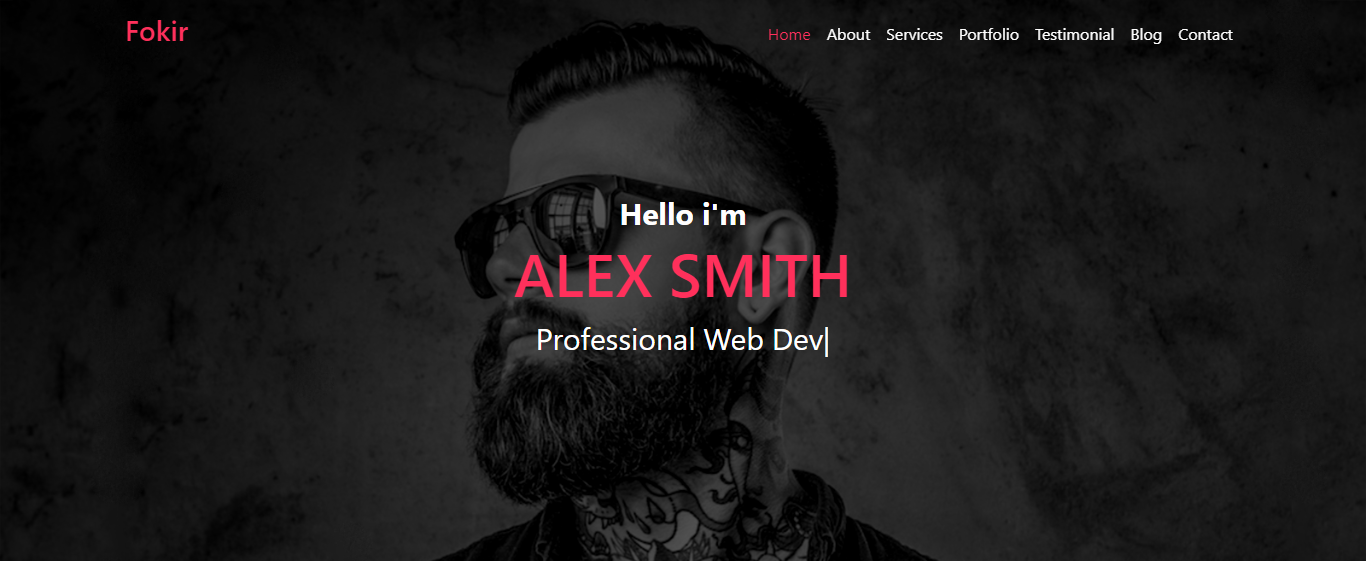 Fokir
Home About Services Portfolio Testimonial Blog Contact
Hello i'm
ALEX SMITH
Professional Web Dev|